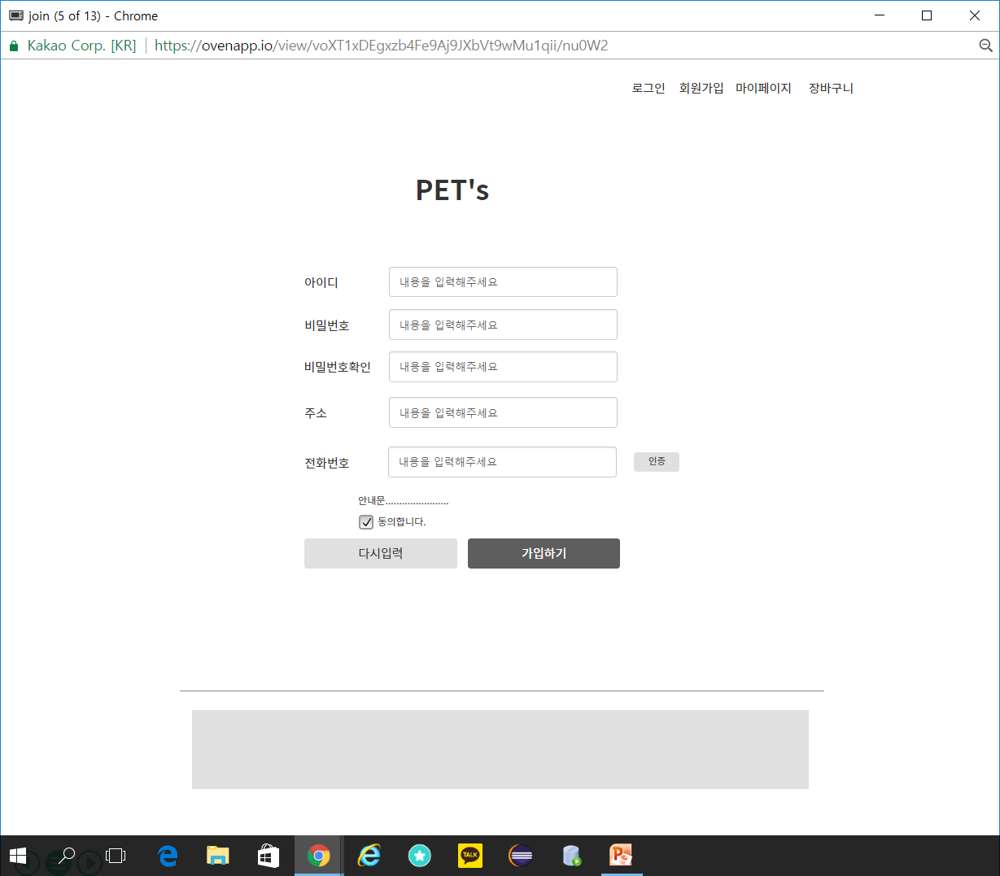 join (5 of 13) - Chrome
Kakao Corp. [KR] https://ovenapp.io/view/voXT1xDEgxzb4Fe9Aj9JXbVt9wMu1qii/nu0W2
로그인 회원가입 마이페이지 장바구니
PET's
아이디 내용을 입력해주세요
비밀번호 내용을 입력해주세요
비밀번호확인 내용을 입력해주세요
주소 내용을 입력해주세요
전화번호 내용을 입력해주세요 인증
안내문.......................
동의합니다.
다시입력 가입하기
TALK